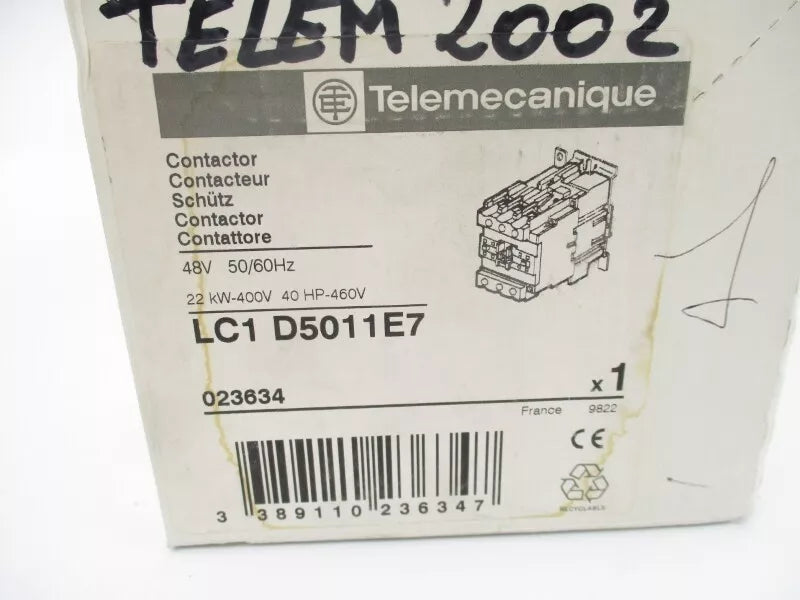 TELEM 2002
Telemecanique
Contactor
Contacteur
Schütz
Contactor
Contattore
48V 50/60Hz
22 kW-400V 40 HP-460V
LC1 D5011E7
023634
x 1
France 9822
CE
RECYCLABLE
3 389110 236347